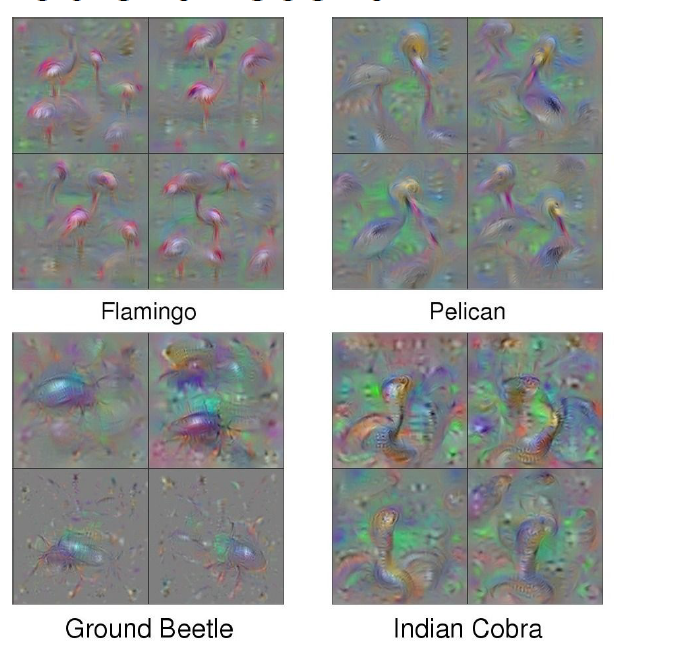 Flamingo
Pelican
Ground Beetle
Indian Cobra